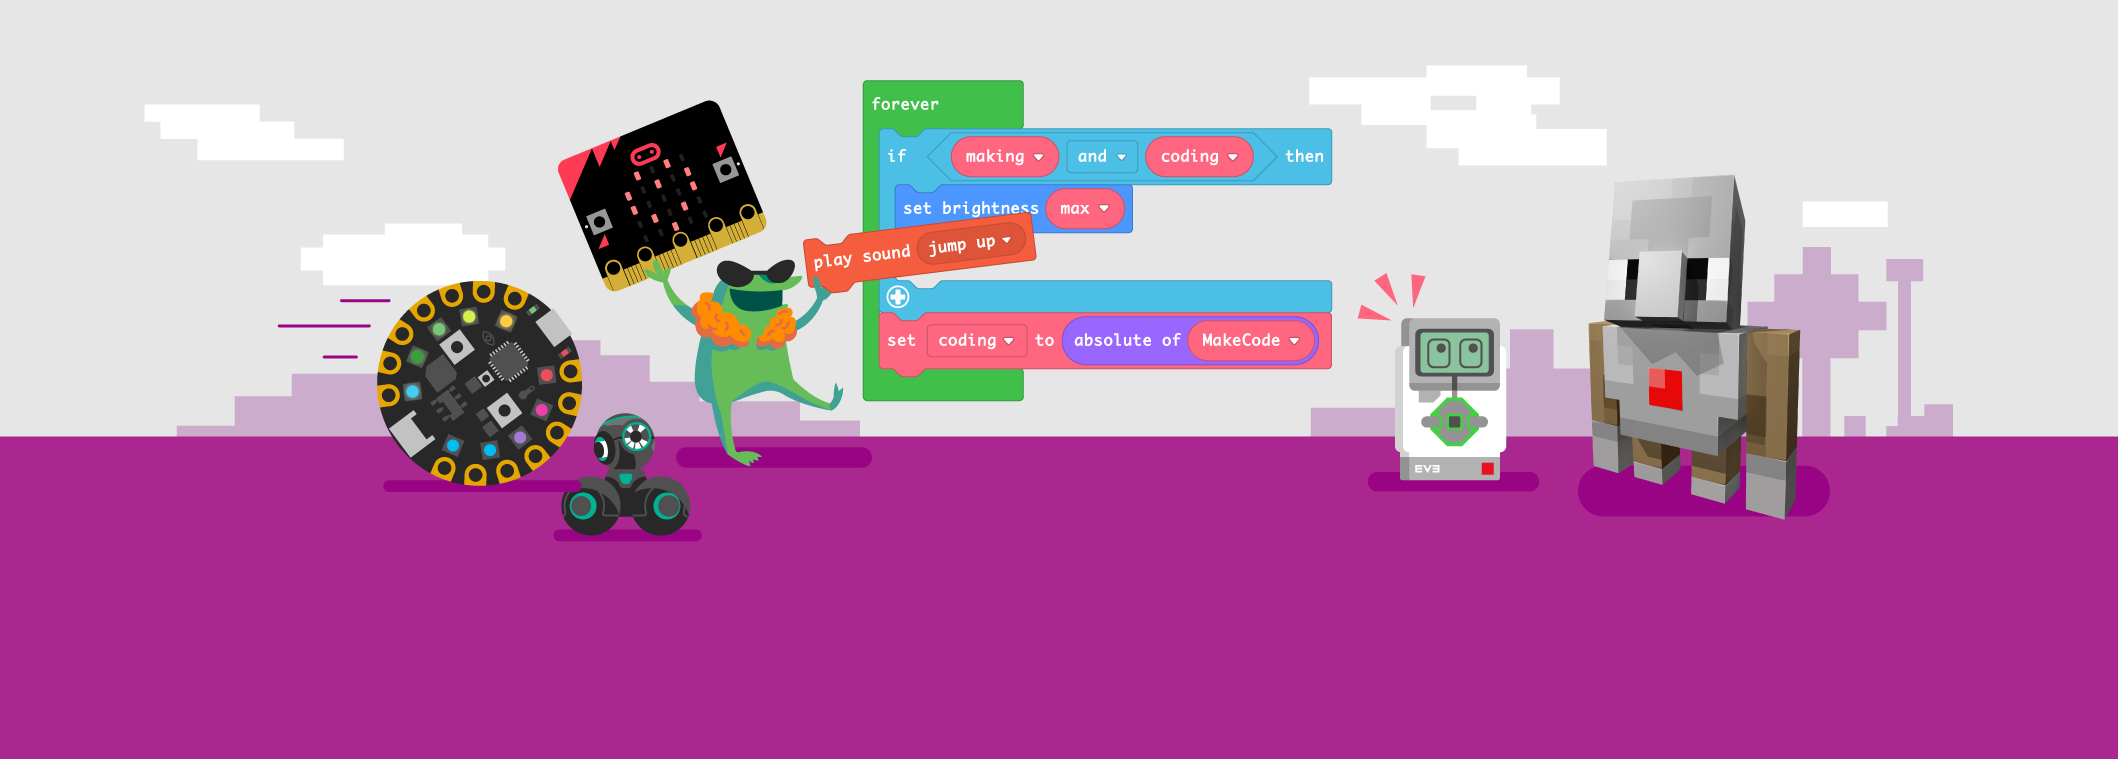 forever
if making and coding then
set brightness max
play sound jump up
set coding to absolute of MakeCode
EV3